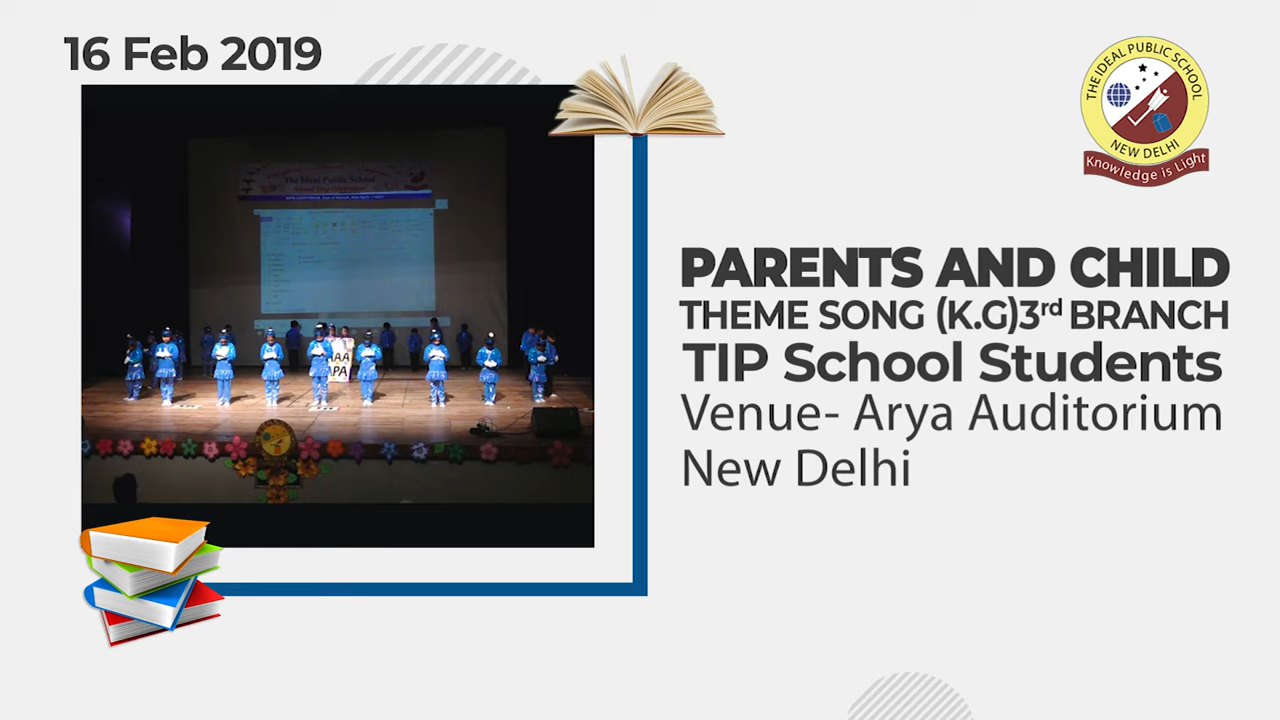 16 Feb 2019
THE IDEAL PUBLIC SCHOOL
NEW DELHI
Knowledge is Light
The Ideal Public School
PARENTS AND CHILD
THEME SONG (K.G)3rd BRANCH
TIP School Students
Venue- Arya Auditorium
New Delhi